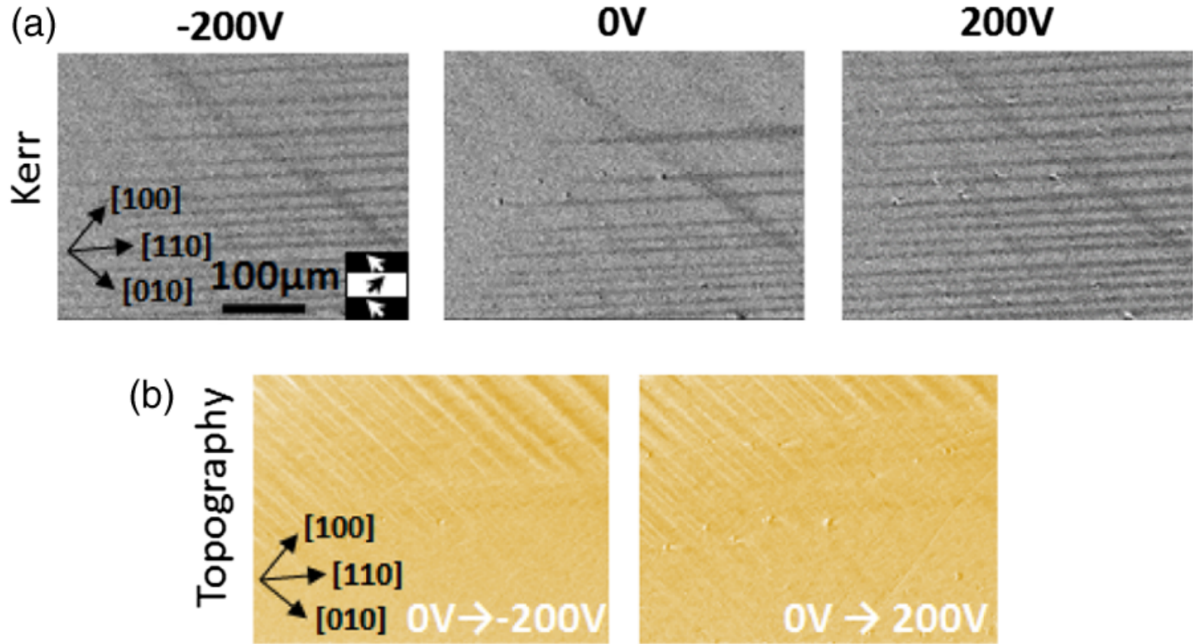 (a)
-200V
0V
200V
Kerr
[100]
[110]
[010]
100μm
(b)
Topography
[100]
[110]
[010]
0V→-200V
0V → 200V